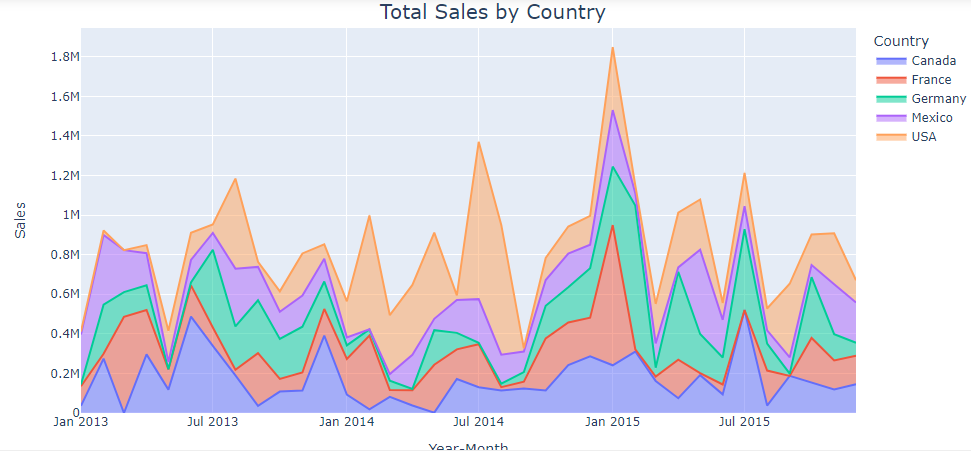 Total Sales by Country
Country
Canada
France
Germany
Mexico
USA
1.8M
1.6M
1.4M
1.2M
1M
0.8M
0.6M
0.4M
0.2M
0
Sales
Jan 2013
Jul 2013
Jan 2014
Jul 2014
Jan 2015
Jul 2015
Year-Month